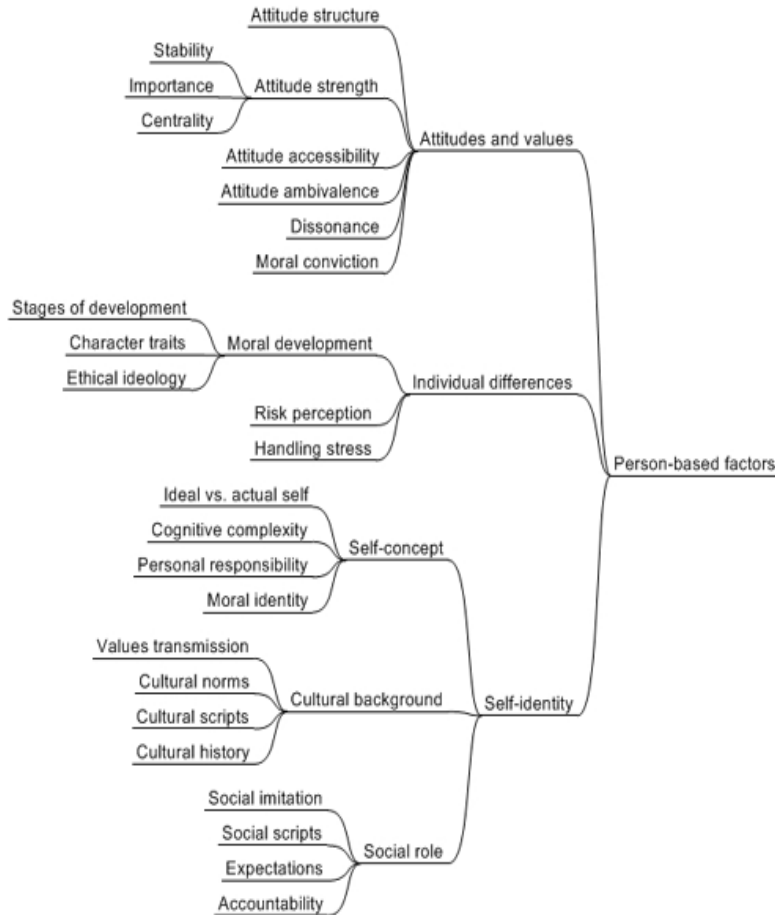 Attitude structure
Stability
Importance
Centrality
Attitude strength
Attitude accessibility
Attitude ambivalence
Dissonance
Moral conviction
Attitudes and values
Stages of development
Character traits
Ethical ideology
Moral development
Risk perception
Handling stress
Individual differences
Person-based factors
Ideal vs. actual self
Cognitive complexity
Personal responsibility
Moral identity
Self-concept
Values transmission
Cultural norms
Cultural scripts
Cultural history
Cultural background
Self-identity
Social imitation
Social scripts
Expectations
Accountability
Social role